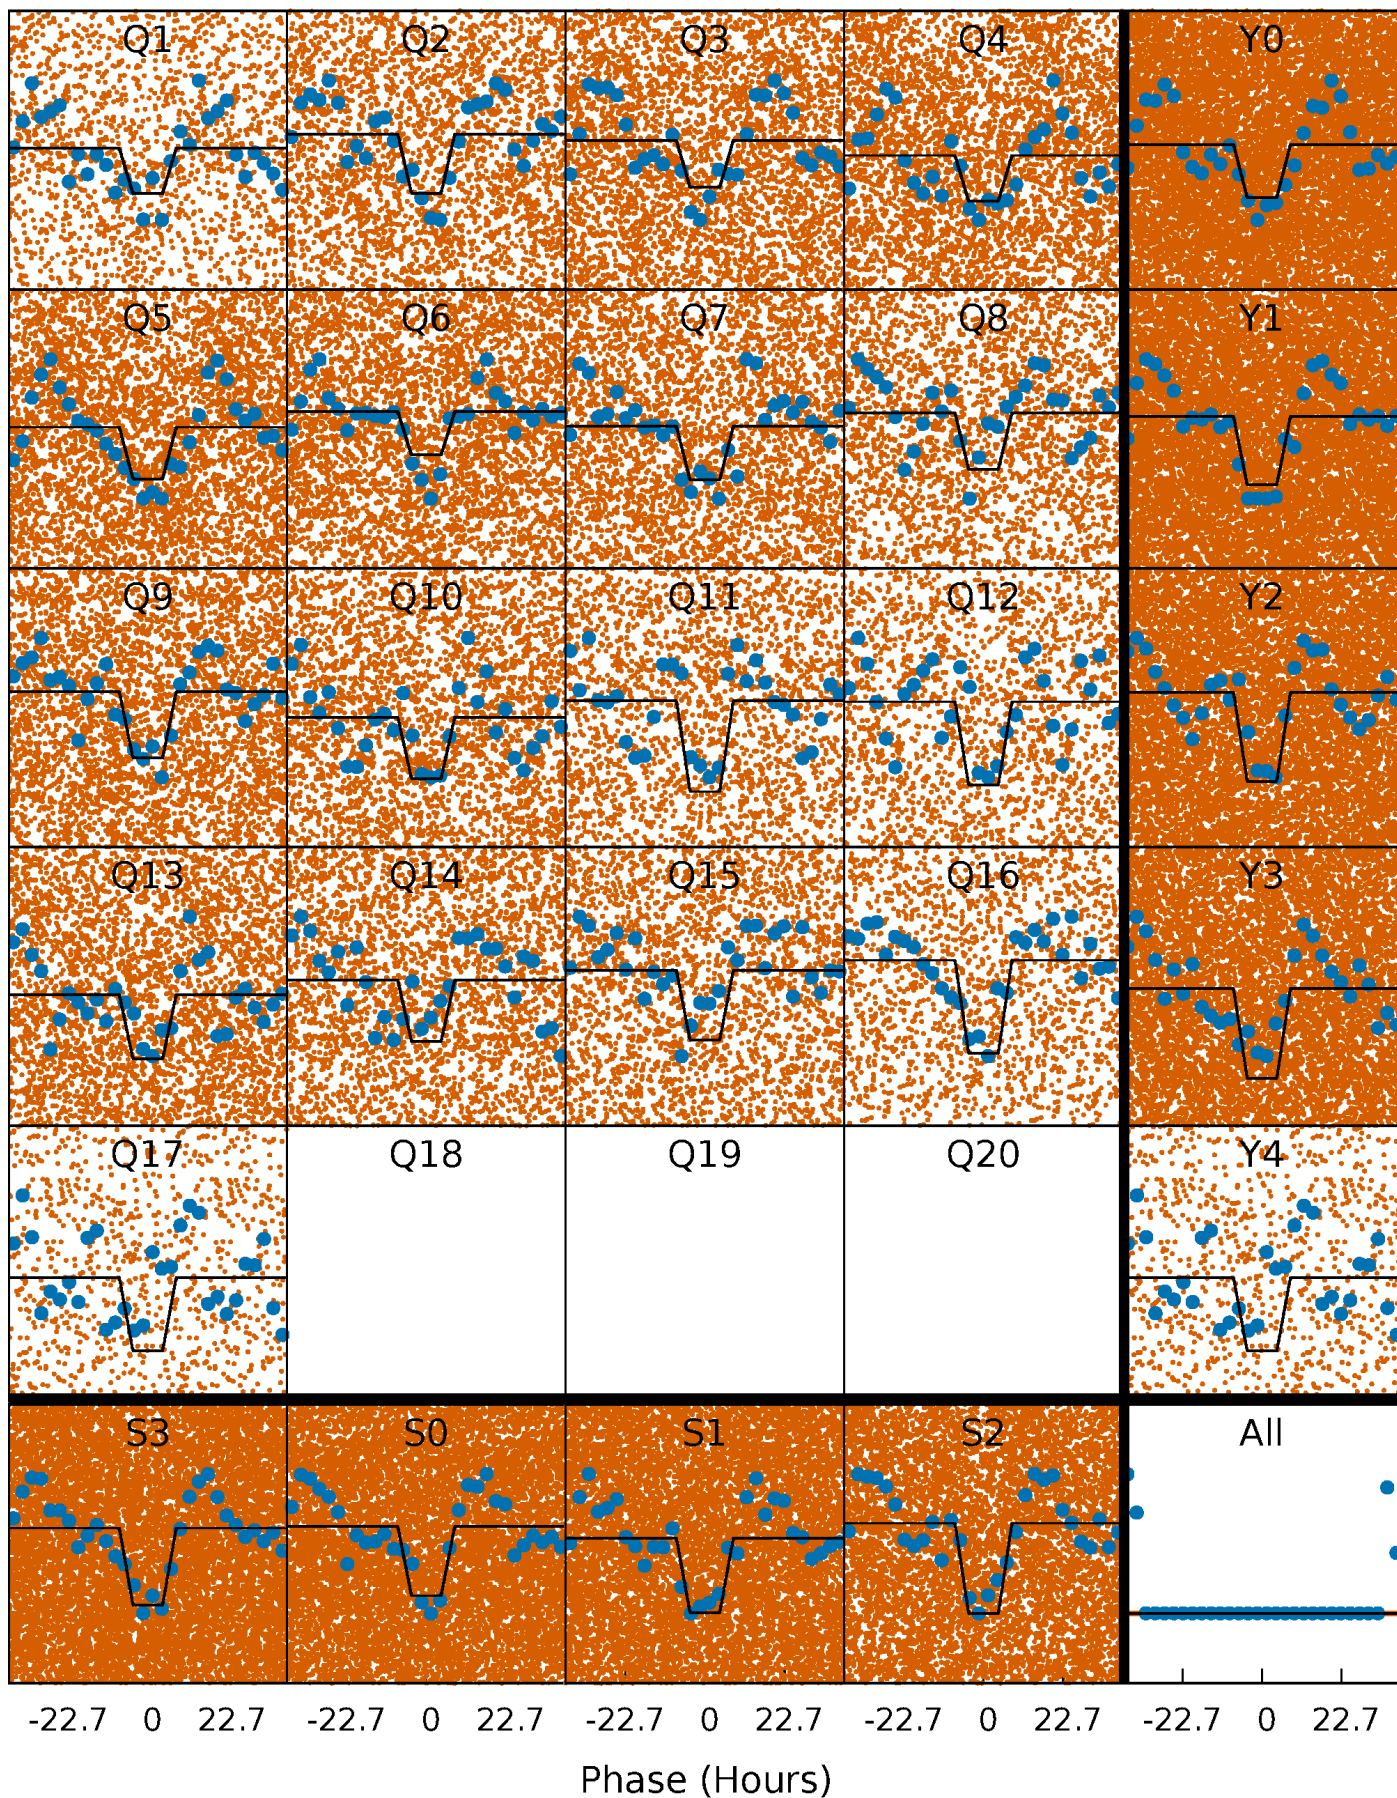 Q1 Q2 Q3 Q4 Y0
Q5 Q6 Q7 Q8 Y1
Q9 Q10 Q11 Q12 Y2
Q13 Q14 Q15 Q16 Y3
Q17 Q18 Q19 Q20 Y4
S3 S0 S1 S2 All
-22.7 0 22.7 -22.7 0 22.7 -22.7 0 22.7 -22.7 0 22.7 -22.7 0 22.7
Phase (Hours)